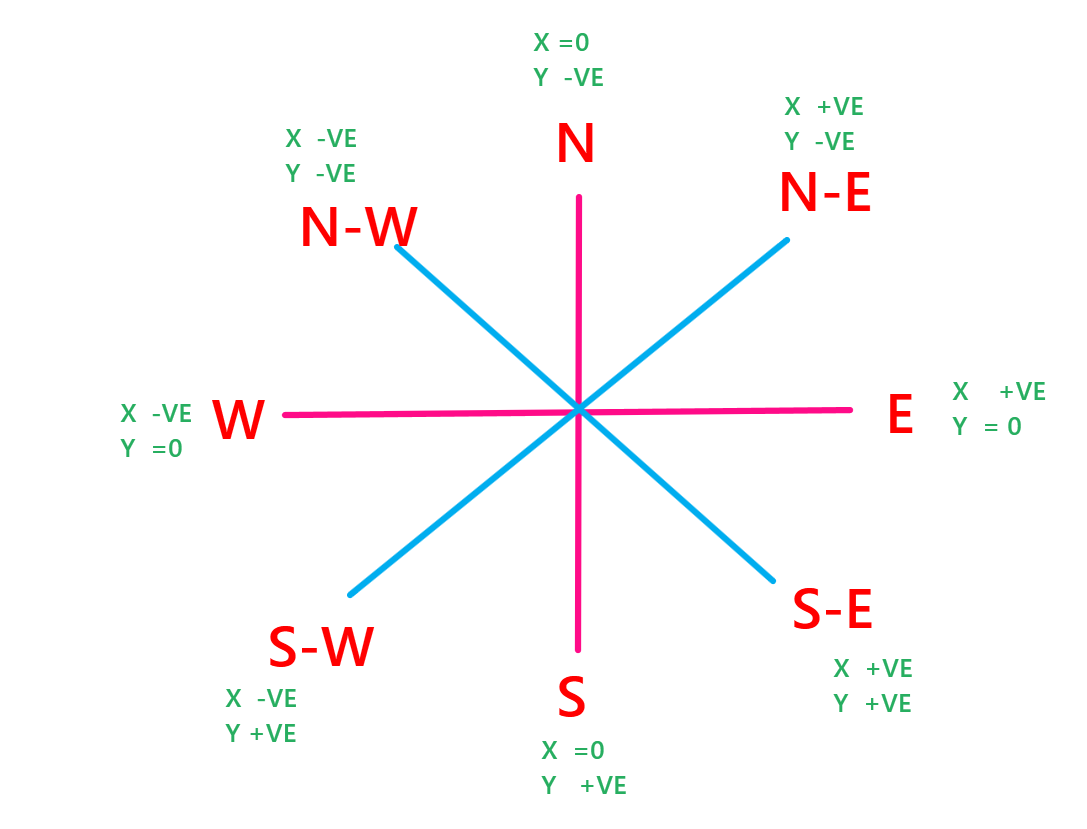 X =0
Y -VE
N
X +VE
Y -VE
N-E
X -VE
Y -VE
N-W
X -VE
Y =0
W
E
X +VE
Y = 0
S-W
X -VE
Y +VE
S
X =0
Y +VE
S-E
X +VE
Y +VE